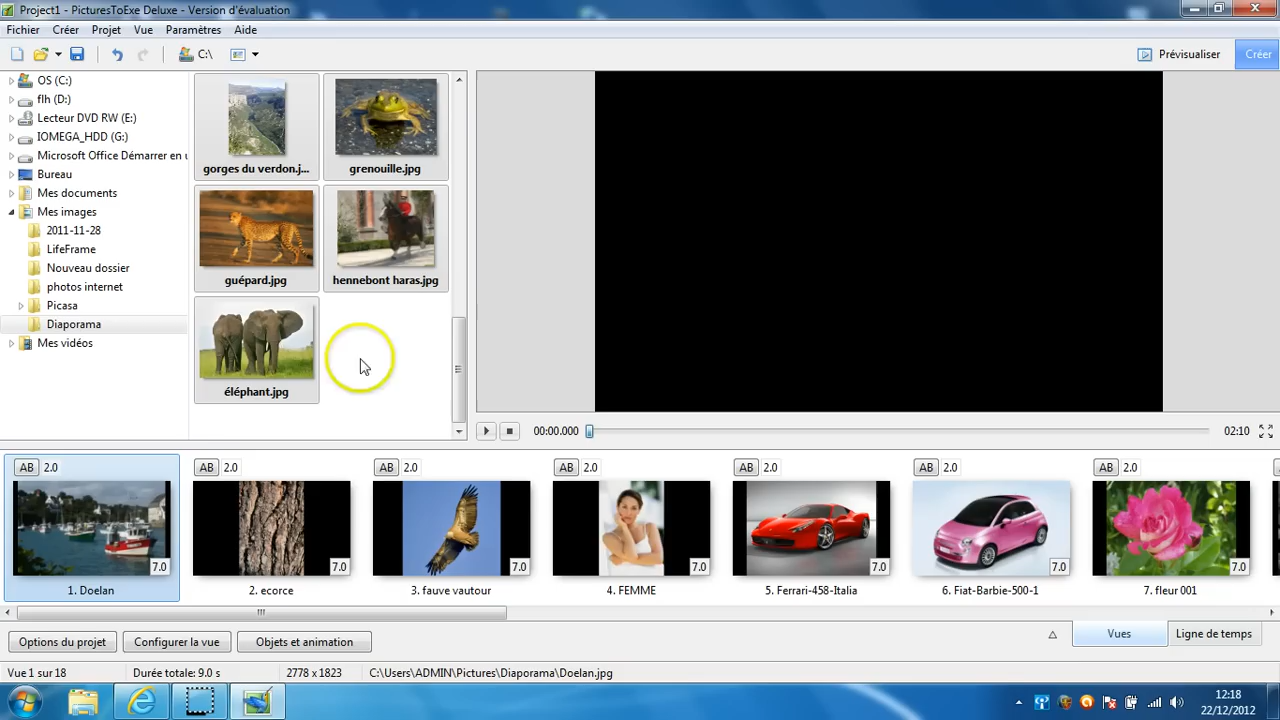 Project1 - PicturesToExe Deluxe - Version d'évaluation
Fichier Créer Projet Vue Paramètres Aide
C:\ Prévisualiser Créer
OS (C:)
flh (D:)
Lecteur DVD RW (E:)
IOMEGA_HDD (G:)
Microsoft Office Démarrer en u
Bureau
Mes documents
Mes images
2011-11-28
LifeFrame
Nouveau dossier
photos internet
Picasa
Diaporama
Mes vidéos
gorges du verdon.j... grenouille.jpg
guépard.jpg hennebont haras.jpg
éléphant.jpg
00:00.000 02:10
AB 2.0 AB 2.0 AB 2.0 AB 2.0 AB 2.0 AB 2.0 AB 2.0
7.0 7.0 7.0 7.0 7.0 7.0 7.0
1. Doelan 2. ecorce 3. fauve vautour 4. FEMME 5. Ferrari-458-Italia 6. Fiat-Barbie-500-1 7. fleur 001
Options du projet Configurer la vue Objets et animation Vues Ligne de temps
Vue 1 sur 18 Durée totale: 9.0 s 2778 x 1823 C:\Users\ADMIN\Pictures\Diaporama\Doelan.jpg
12:18
22/12/2012